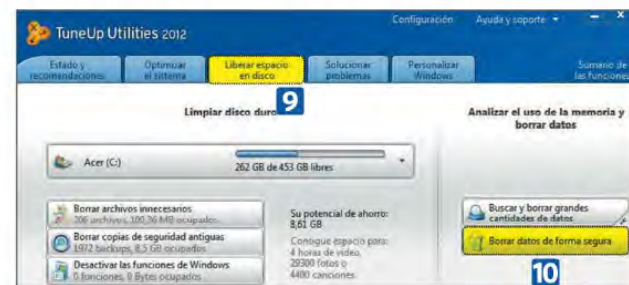 TuneUp Utilities 2012
Configuración Ayuda y soporte
Estado y recomendaciones
Optimizar el sistema
Liberar espacio en disco
Solucionar problemas
Personalizar Windows
Sumario de las funciones
9
Limpiar disco duro
Analizar el uso de la memoria y
borrar datos
Acer (C:)
262 GB de 453 GB libres
Borrar archivos innecesarios
206 archivos, 100,36 MB ocupados
Borrar copias de seguridad antiguas
1972 backups, 8,5 GB ocupados
Desactivar las funciones de Windows
0 funciones, 0 Bytes ocupados
Su potencial de ahorro:
8,61 GB
Consigue espacio para:
4 horas de vídeo,
29300 fotos o
4400 canciones.
Buscar y borrar grandes
cantidades de datos
Borrar datos de forma segura
10